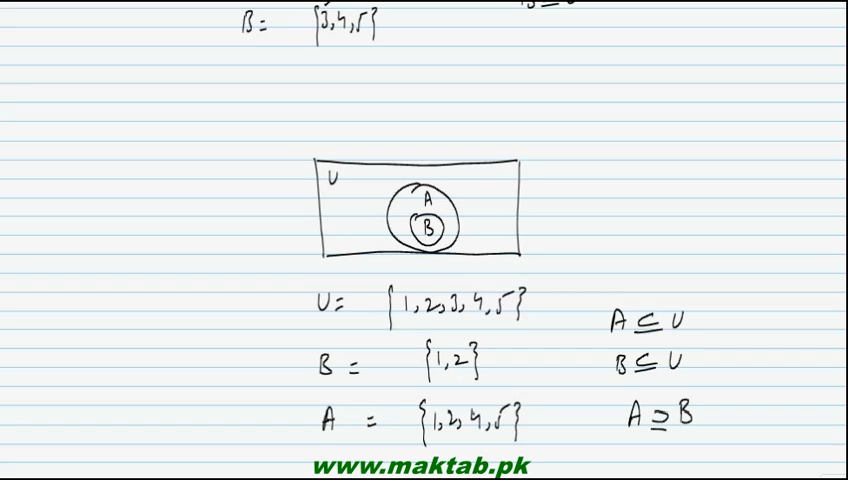 B = {3,4,5}
U
A
B
U = {1,2,3,4,5}
A ⊆ U
B = {1,2}
B ⊆ U
A = {1,2,4,5}
A ⊇ B
www.maktab.pk